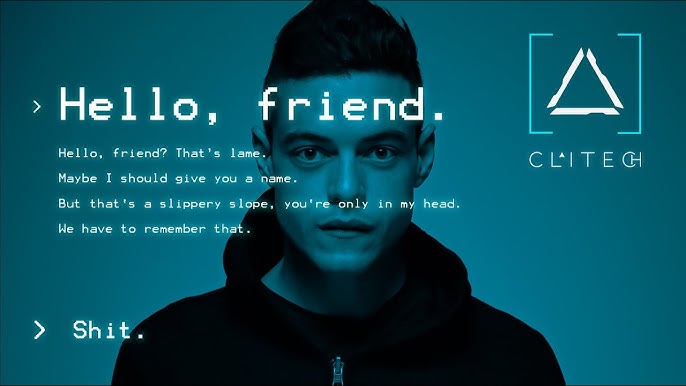 > Hello, friend.
Hello, friend? That's lame.
Maybe I should give you a name.
But that's a slippery slope, you're only in my head.
We have to remember that.
> Shit.
CLITECH